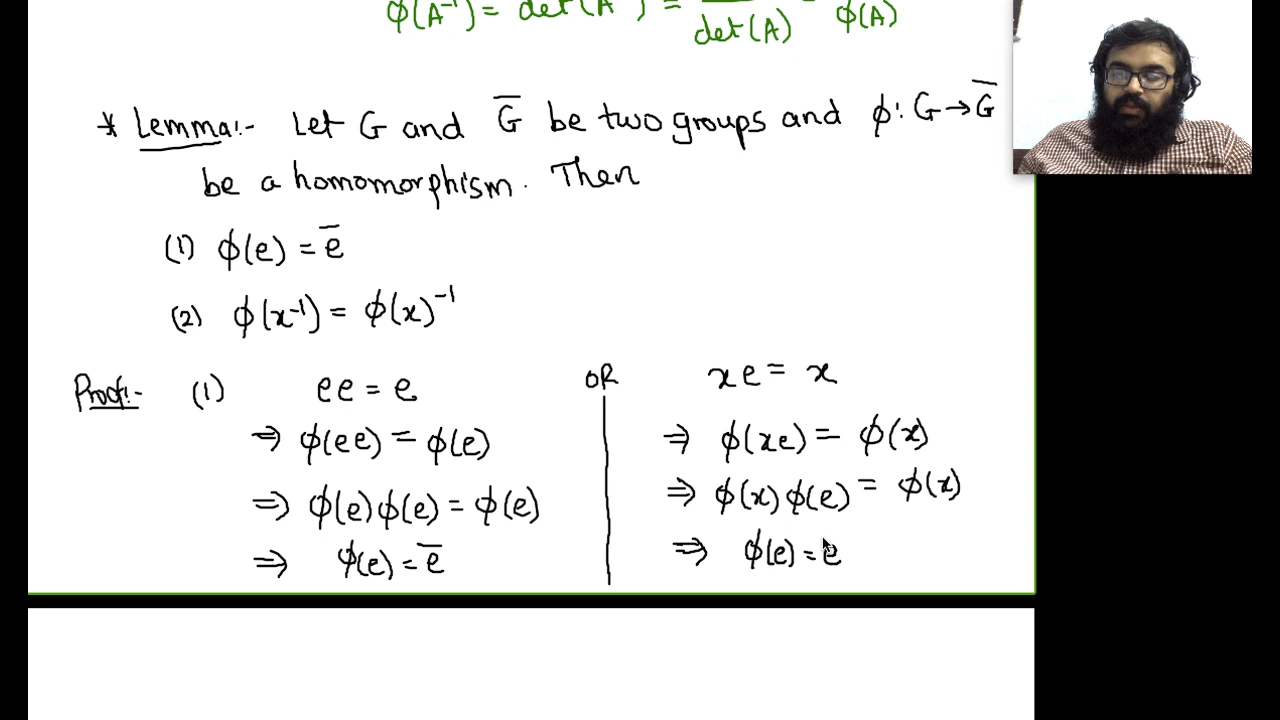 ϕ(A⁻¹) = det(A⁻¹) = / det(A) = / ϕ(A)
* Lemma:- Let G and G̅ be two groups and ϕ: G → G̅
be a homomorphism. Then
(1) ϕ(e) = e̅
(2) ϕ(x⁻¹) = ϕ(x)⁻¹
Proof:- (1) ee = e OR xe = x
⇒ ϕ(ee) = ϕ(e) ⇒ ϕ(xe) = ϕ(x)
⇒ ϕ(e)ϕ(e) = ϕ(e) ⇒ ϕ(x)ϕ(e) = ϕ(x)
⇒ ϕ(e) = e̅ ⇒ ϕ(e) = e